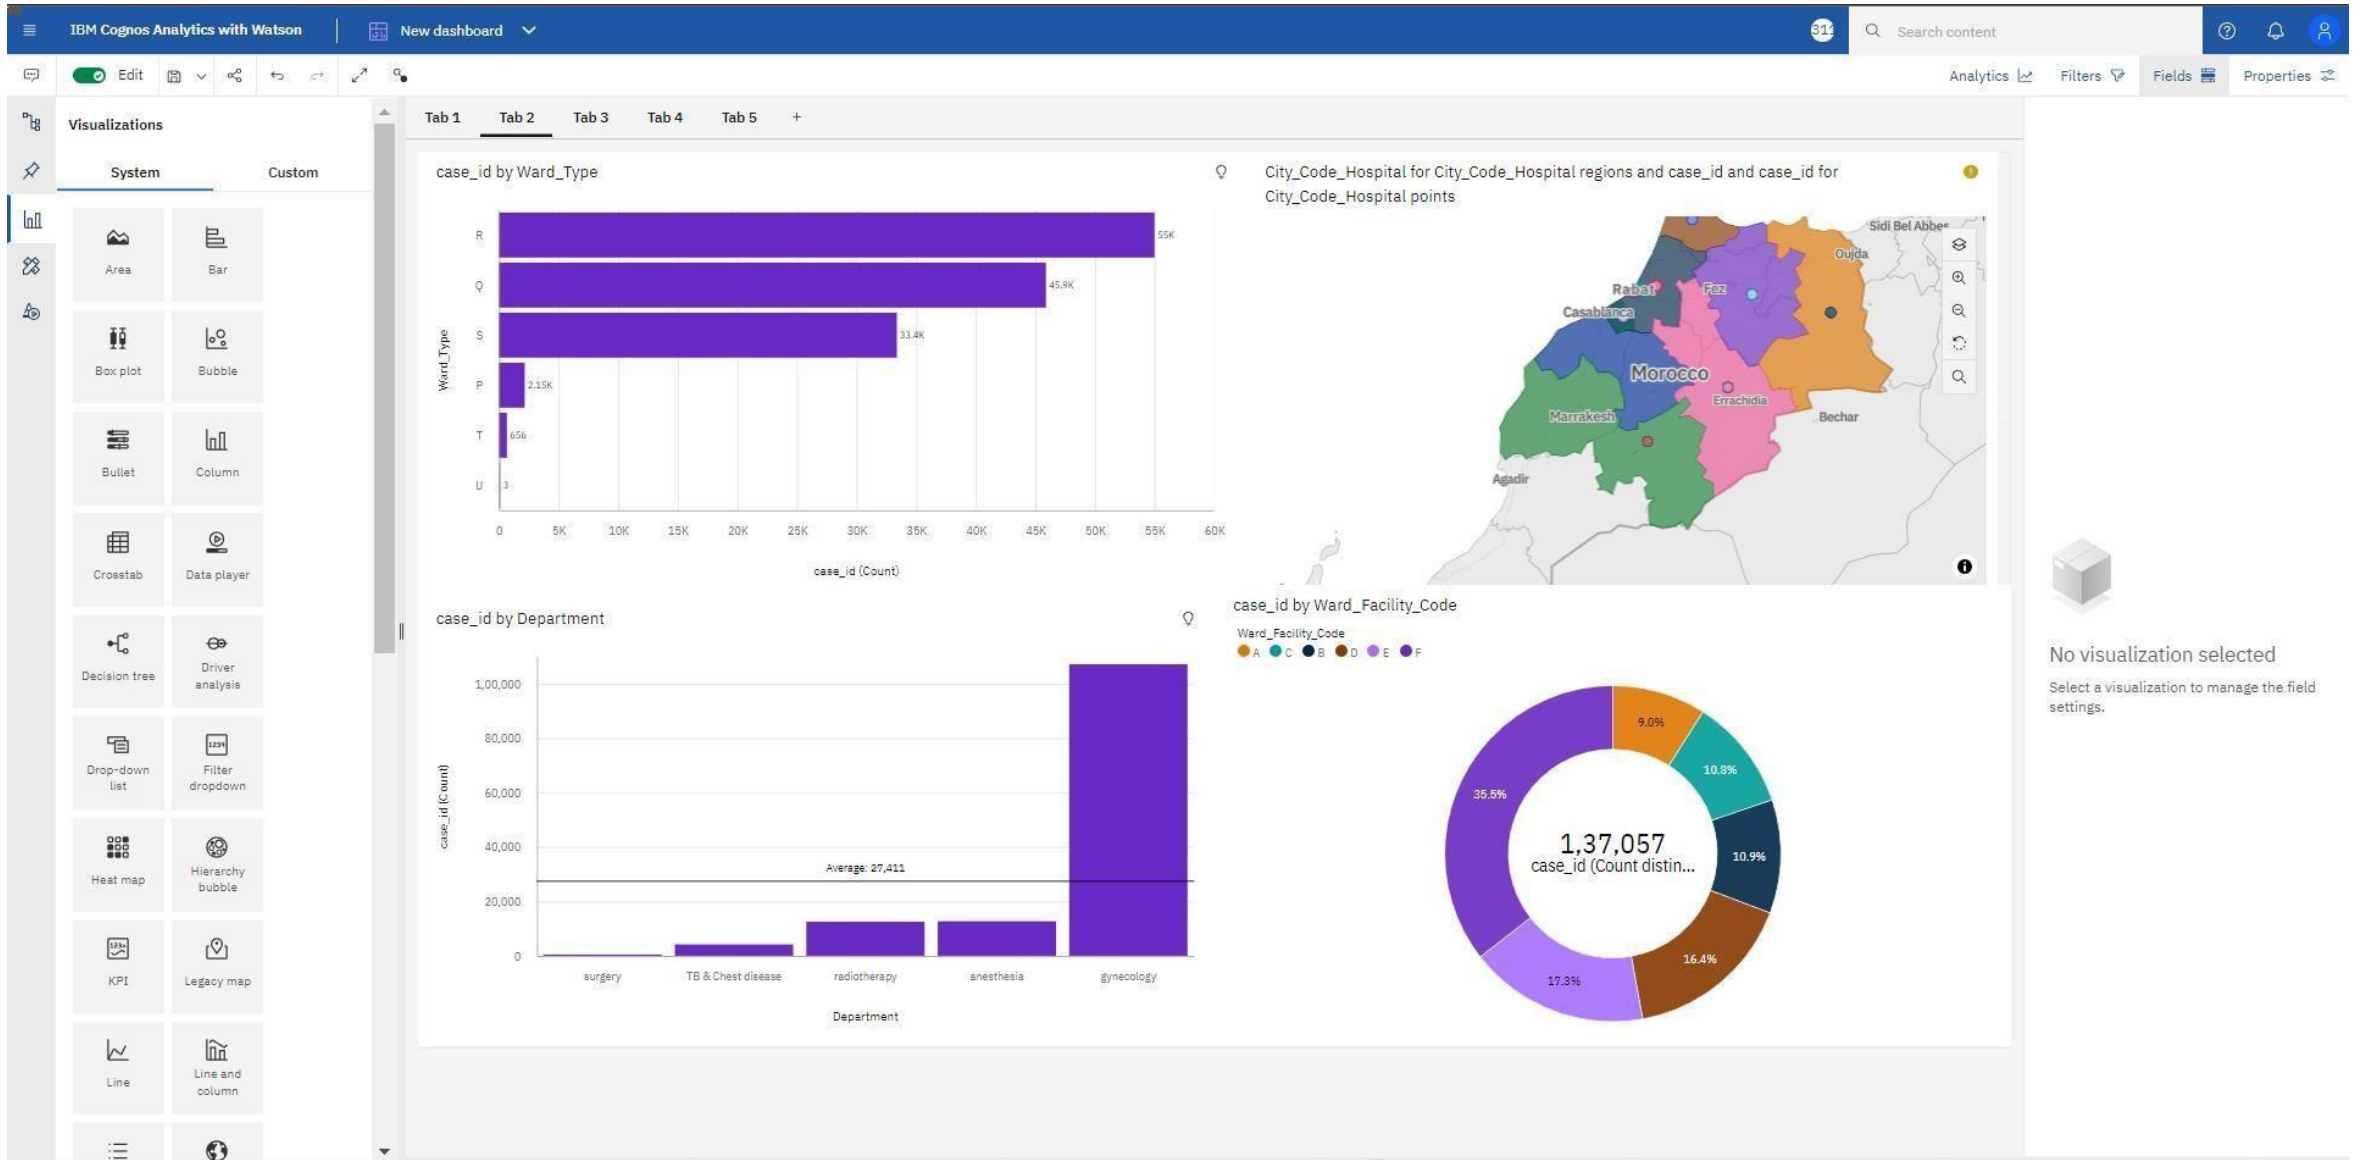 IBM Cognos Analytics with Watson
New dashboard
Search content
Edit
Analytics
Filters
Fields
Properties
Visualizations
System
Custom
Area
Bar
Box plot
Bubble
Bullet
Column
Crosstab
Data player
Decision tree
Driver
analysis
Drop-down
list
Filter
dropdown
Heat map
Hierarchy
bubble
KPI
Legacy map
Line
Line and
column
Tab 1
Tab 2
Tab 3
Tab 4
Tab 5
+
case_id by Ward_Type
Ward_Type
R
55K
Q
45.9K
S
33.4K
P
2.15K
T
656
U
3
0 5K 10K 15K 20K 25K 30K 35K 40K 45K 50K 55K 60K
case_id (Count)
City_Code_Hospital for City_Code_Hospital regions and case_id and case_id for
City_Code_Hospital points
Sidi Bel Abbes
Oujda
Rabat
Fez
Casablanca
Morocco
Errachidia
Marrakesh
Bechar
Agadir
case_id by Department
case_id (Count)
1,00,000
80,000
60,000
40,000
20,000
0
Average: 27,411
surgery
TB & Chest disease
radiotherapy
anesthesia
gynecology
Department
case_id by Ward_Facility_Code
Ward_Facility_Code
A C B D E F
9.0%
10.8%
10.9%
16.4%
17.3%
35.5%
1,37,057
case_id (Count distin...
No visualization selected
Select a visualization to manage the field
settings.